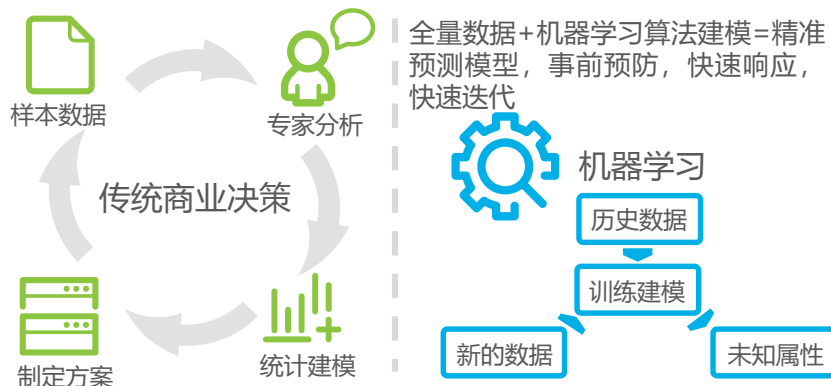 样本数据
专家分析
传统商业决策
制定方案
统计建模
全量数据+机器学习算法建模=精准
预测模型，事前预防，快速响应，
快速迭代
机器学习
历史数据
训练建模
新的数据
未知属性